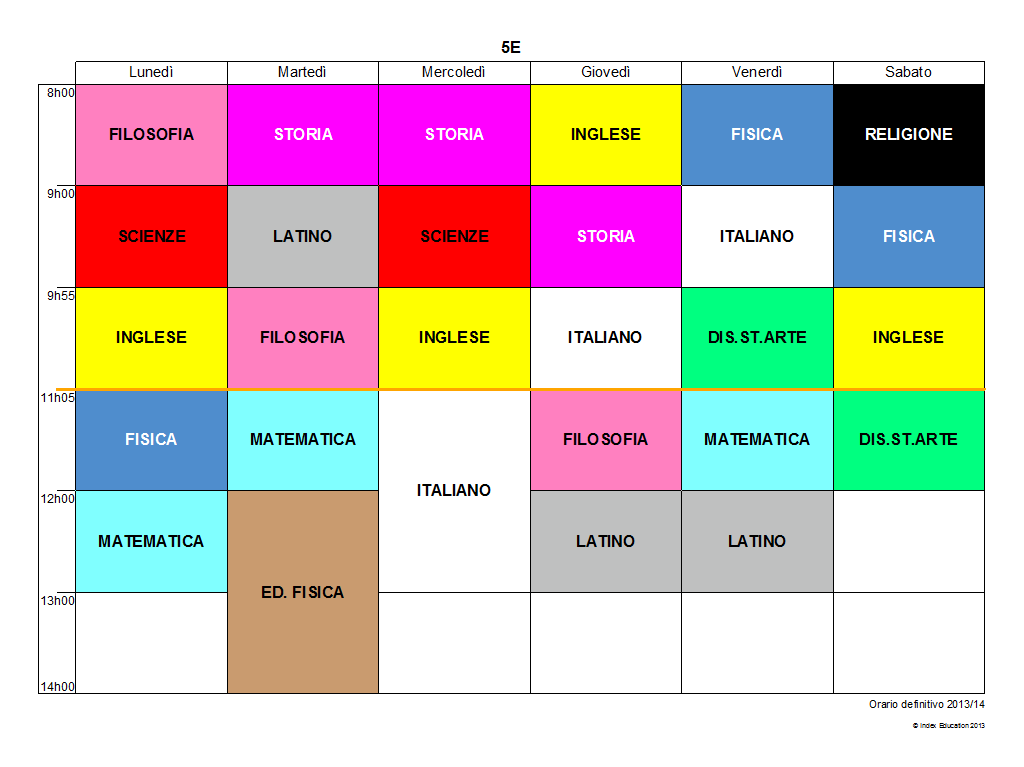 5E
Lunedì Martedì Mercoledì Giovedì Venerdì Sabato
8h00
FILOSOFIA STORIA STORIA INGLESE FISICA RELIGIONE
9h00
SCIENZE LATINO SCIENZE STORIA ITALIANO FISICA
9h55
INGLESE FILOSOFIA INGLESE ITALIANO DIS.ST.ARTE INGLESE
11h05
FISICA MATEMATICA FILOSOFIA MATEMATICA DIS.ST.ARTE
ITALIANO
12h00
MATEMATICA LATINO LATINO
ED. FISICA
13h00
14h00
Orario definitivo 2013/14
© Index Education 2013